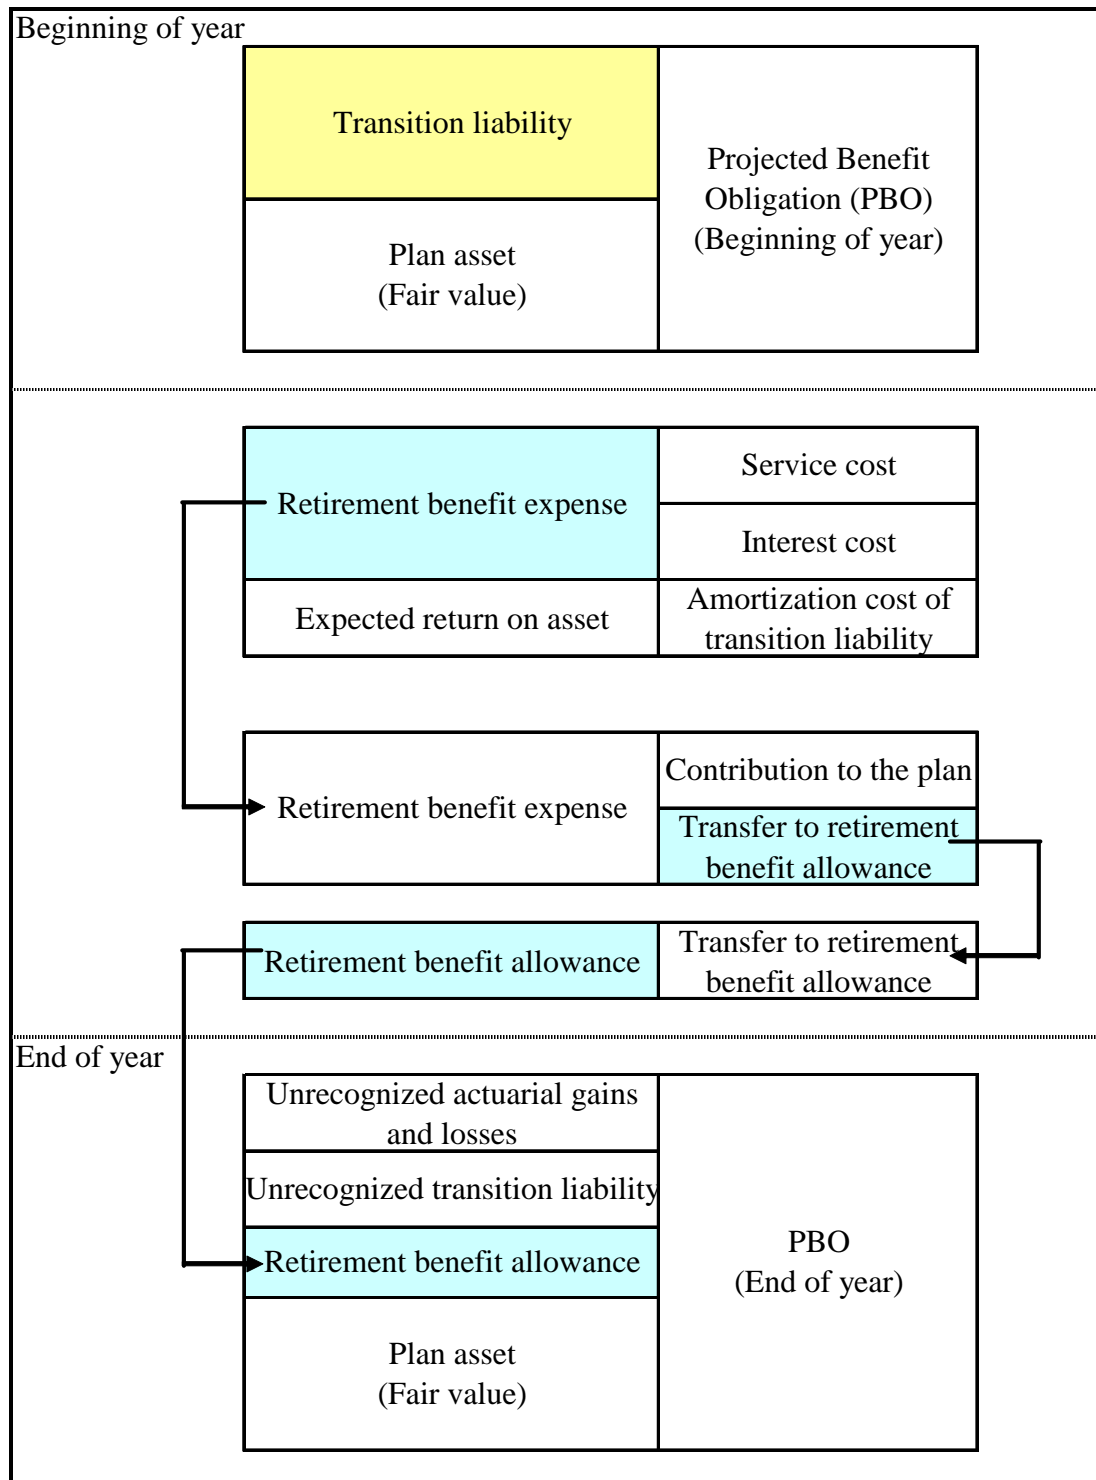 Beginning of year
Transition liability
Projected Benefit
Obligation (PBO)
(Beginning of year)
Plan asset
(Fair value)
Retirement benefit expense
Service cost
Interest cost
Expected return on asset
Amortization cost of
transition liability
Retirement benefit expense
Contribution to the plan
Transfer to retirement
benefit allowance
Retirement benefit allowance
Transfer to retirement
benefit allowance
End of year
Unrecognized actuarial gains
and losses
Unrecognized transition liability
Retirement benefit allowance
PBO
(End of year)
Plan asset
(Fair value)